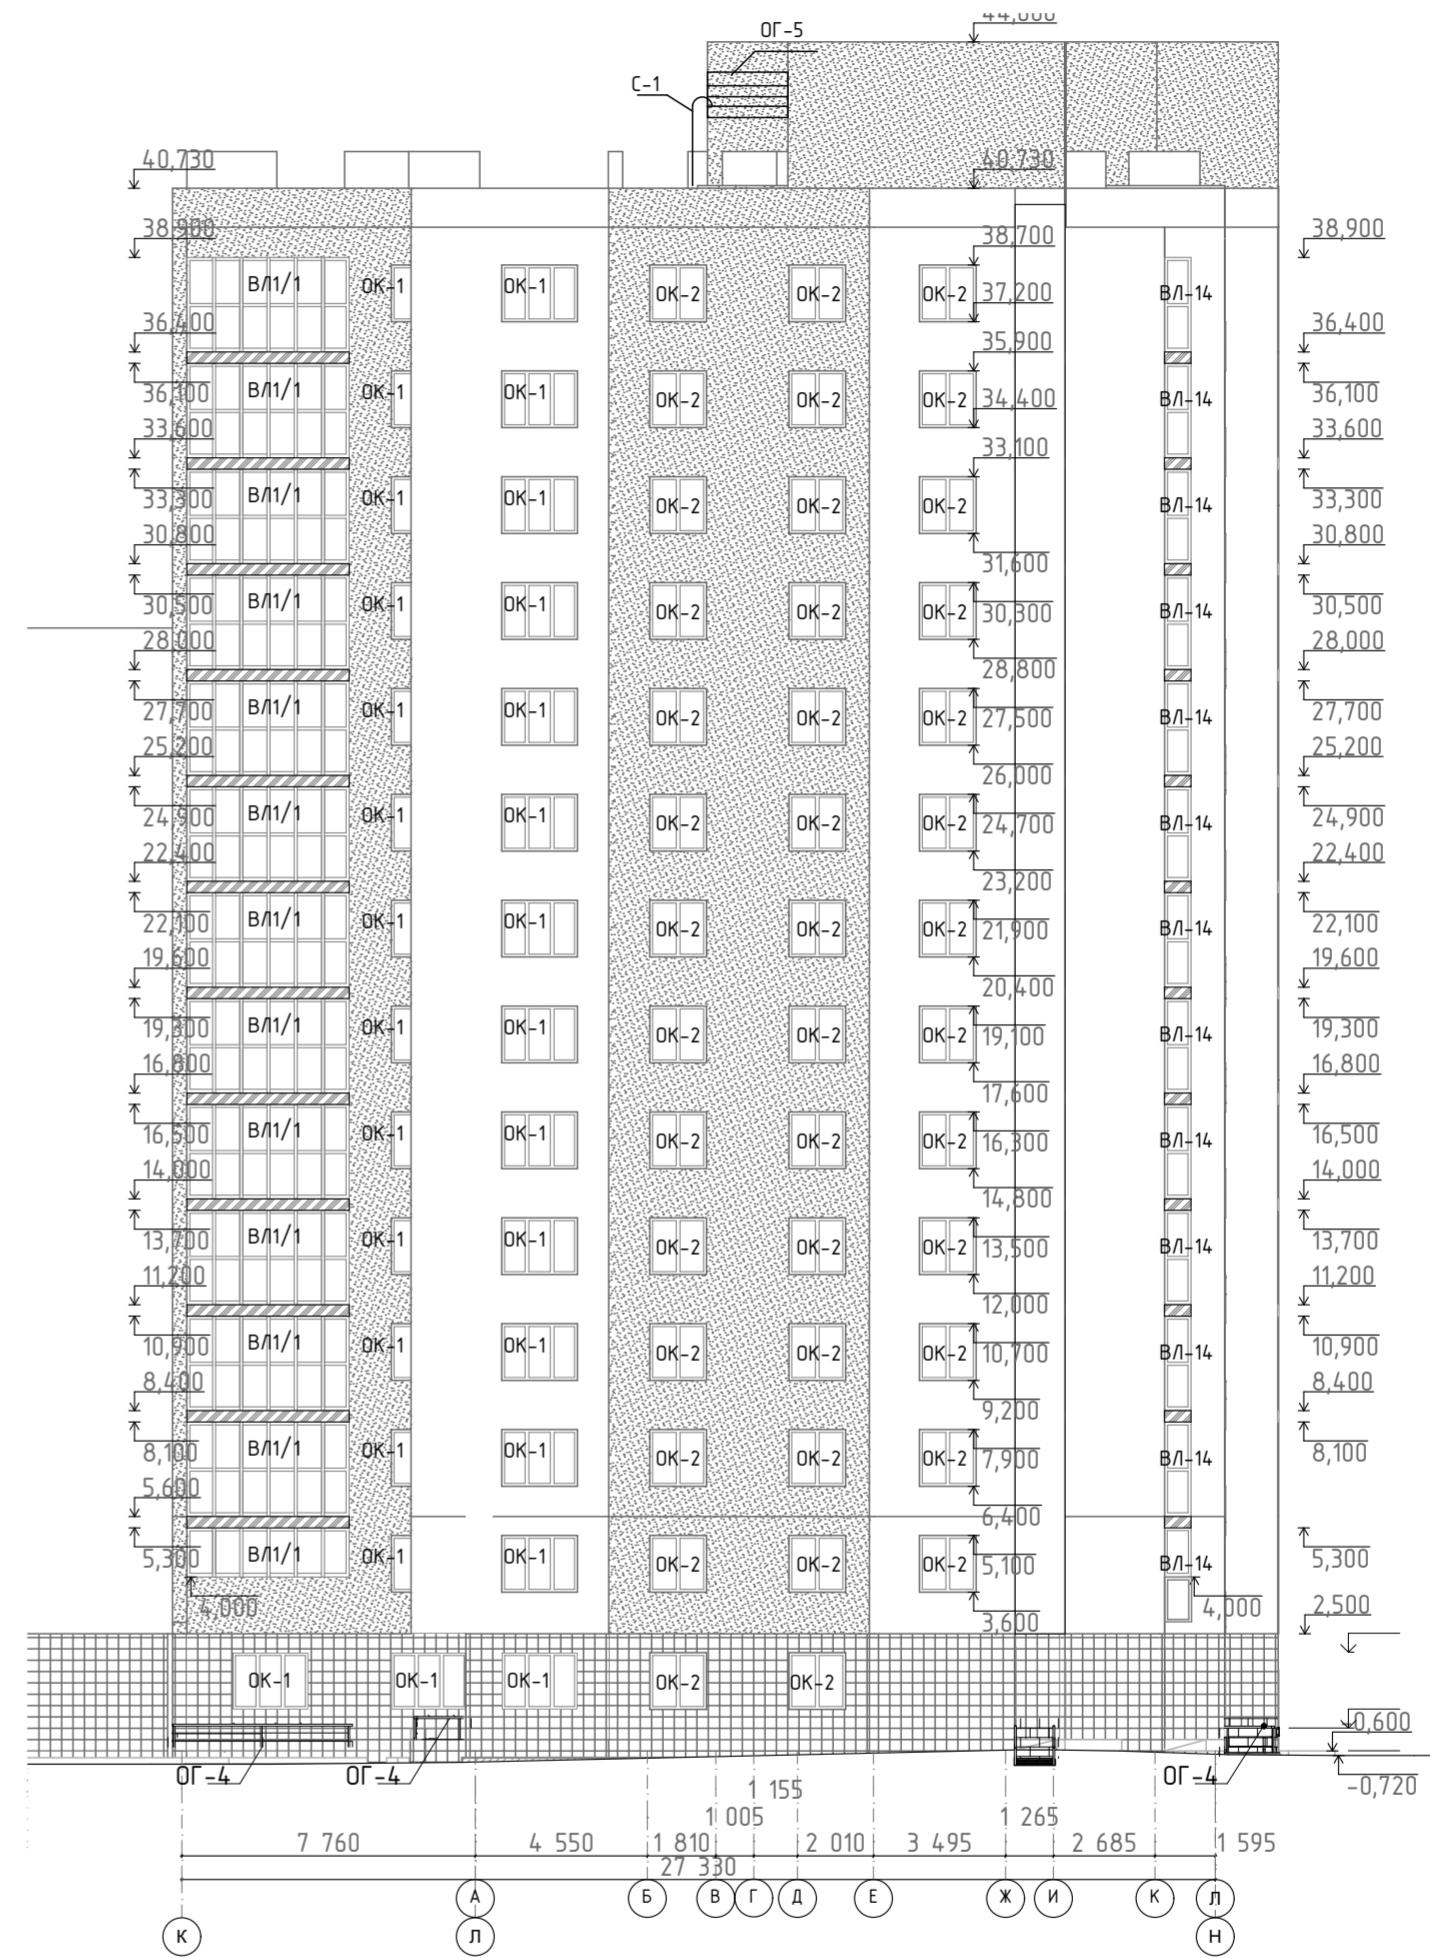 44,000
ОГ-5
С-1
40,730 40,730
38,900 38,700 38,900
ВЛ1/1 ОК-1 ОК-1 ОК-2 ОК-2 ОК-2 37,200 ВЛ-14
36,400 35,900 36,400
36,100 ВЛ1/1 ОК-1 ОК-1 ОК-2 ОК-2 ОК-2 34,400 ВЛ-14 36,100
33,600 33,100 33,600
33,300 ВЛ1/1 ОК-1 ОК-1 ОК-2 ОК-2 ОК-2 ВЛ-14 33,300
30,800 31,600 30,800
30,500 ВЛ1/1 ОК-1 ОК-1 ОК-2 ОК-2 ОК-2 30,300 ВЛ-14 30,500
28,000 28,800 28,000
27,700 ВЛ1/1 ОК-1 ОК-1 ОК-2 ОК-2 ОК-2 27,500 ВЛ-14 27,700
25,200 26,000 25,200
24,900 ВЛ1/1 ОК-1 ОК-1 ОК-2 ОК-2 ОК-2 24,700 ВЛ-14 24,900
22,400 23,200 22,400
22,100 ВЛ1/1 ОК-1 ОК-1 ОК-2 ОК-2 ОК-2 21,900 ВЛ-14 22,100
19,600 20,400 19,600
19,300 ВЛ1/1 ОК-1 ОК-1 ОК-2 ОК-2 ОК-2 19,100 ВЛ-14 19,300
16,800 17,600 16,800
16,500 ВЛ1/1 ОК-1 ОК-1 ОК-2 ОК-2 ОК-2 16,300 ВЛ-14 16,500
14,000 14,800 14,000
13,700 ВЛ1/1 ОК-1 ОК-1 ОК-2 ОК-2 ОК-2 13,500 ВЛ-14 13,700
11,200 12,000 11,200
10,900 ВЛ1/1 ОК-1 ОК-1 ОК-2 ОК-2 ОК-2 10,700 ВЛ-14 10,900
8,400 9,200 8,400
8,100 ВЛ1/1 ОК-1 ОК-1 ОК-2 ОК-2 ОК-2 7,900 ВЛ-14 8,100
5,600 6,400
5,300 ВЛ1/1 ОК-1 ОК-1 ОК-2 ОК-2 ОК-2 5,100 ВЛ-14 5,300
4,000 3,600 4,000 2,500
ОК-1 ОК-1 ОК-1 ОК-2 ОК-2
0,600
ОГ-4 ОГ-4 ОГ-4 -0,720
1 155
1 005 1 265
7 760 4 550 1 810 2 010 3 495 2 685 1 595
27 330
А Б В Г Д Е Ж И К Л
К Л Н